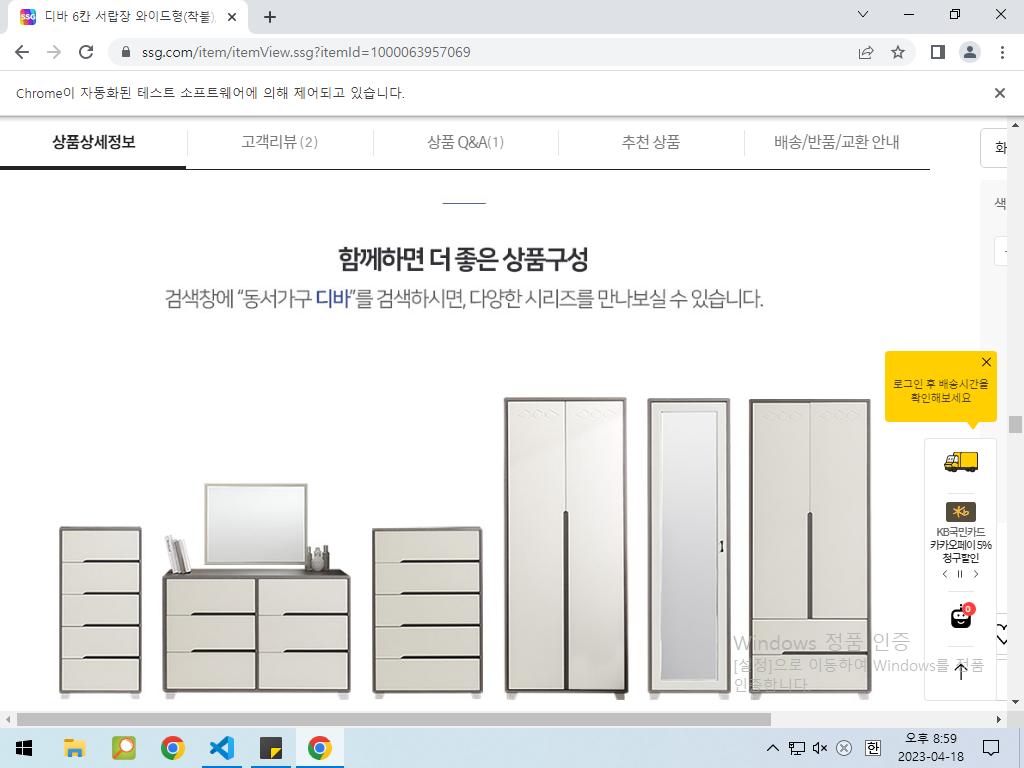 SSG
디바 6칸 서랍장 와이드형(착불)
ssg.com/item/itemView.ssg?itemId=1000063957069
Chrome이 자동화된 테스트 소프트웨어에 의해 제어되고 있습니다.
상품상세정보
고객리뷰 (2)
상품 Q&A(1)
추천 상품
배송/반품/교환 안내
화
색
함께하면 더 좋은 상품구성
검색창에 “동서가구 디바”를 검색하시면, 다양한 시리즈를 만나보실 수 있습니다.
로그인 후 배송시간을
확인해보세요
KB국민카드
카카오페이 5%
청구할인
0
Windows 정품 인증
[설정]으로 이동하여 Windows를 정품
인증합니다.
한
오후 8:59
2023-04-18